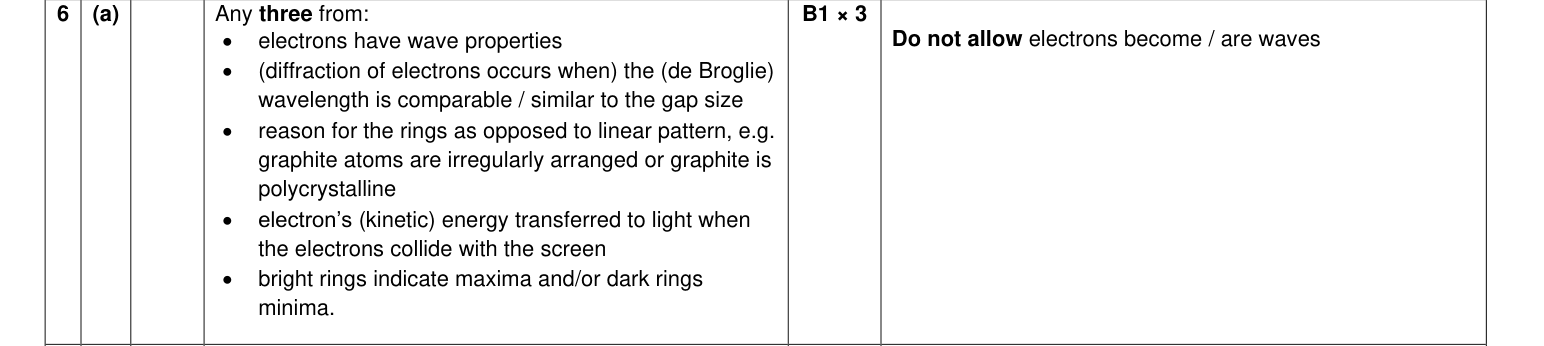 6 (a) Any three from: B1 × 3
• electrons have wave properties Do not allow electrons become / are waves
• (diffraction of electrons occurs when) the (de Broglie)
wavelength is comparable / similar to the gap size
• reason for the rings as opposed to linear pattern, e.g.
graphite atoms are irregularly arranged or graphite is
polycrystalline
• electron’s (kinetic) energy transferred to light when
the electrons collide with the screen
• bright rings indicate maxima and/or dark rings
minima.